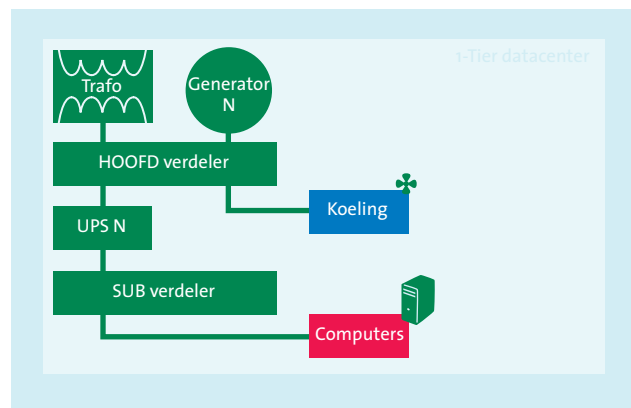 1-Tier datacenter
Trafo
Generator
N
HOOFD verdeler
Koeling
UPS N
SUB verdeler
Computers